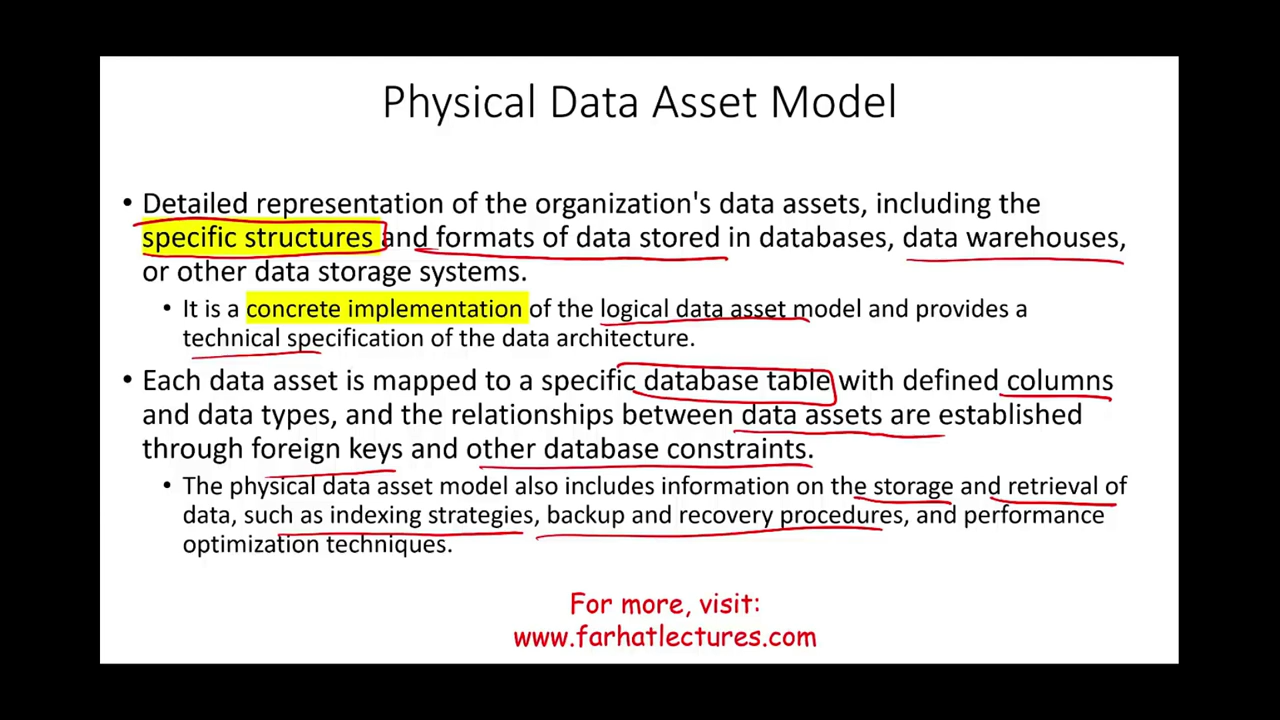 Physical Data Asset Model
• Detailed representation of the organization's data assets, including the
specific structures and formats of data stored in databases, data warehouses,
or other data storage systems.
• It is a concrete implementation of the logical data asset model and provides a
technical specification of the data architecture.
• Each data asset is mapped to a specific database table with defined columns
and data types, and the relationships between data assets are established
through foreign keys and other database constraints.
• The physical data asset model also includes information on the storage and retrieval of
data, such as indexing strategies, backup and recovery procedures, and performance
optimization techniques.
For more, visit:
www.farhatlectures.com